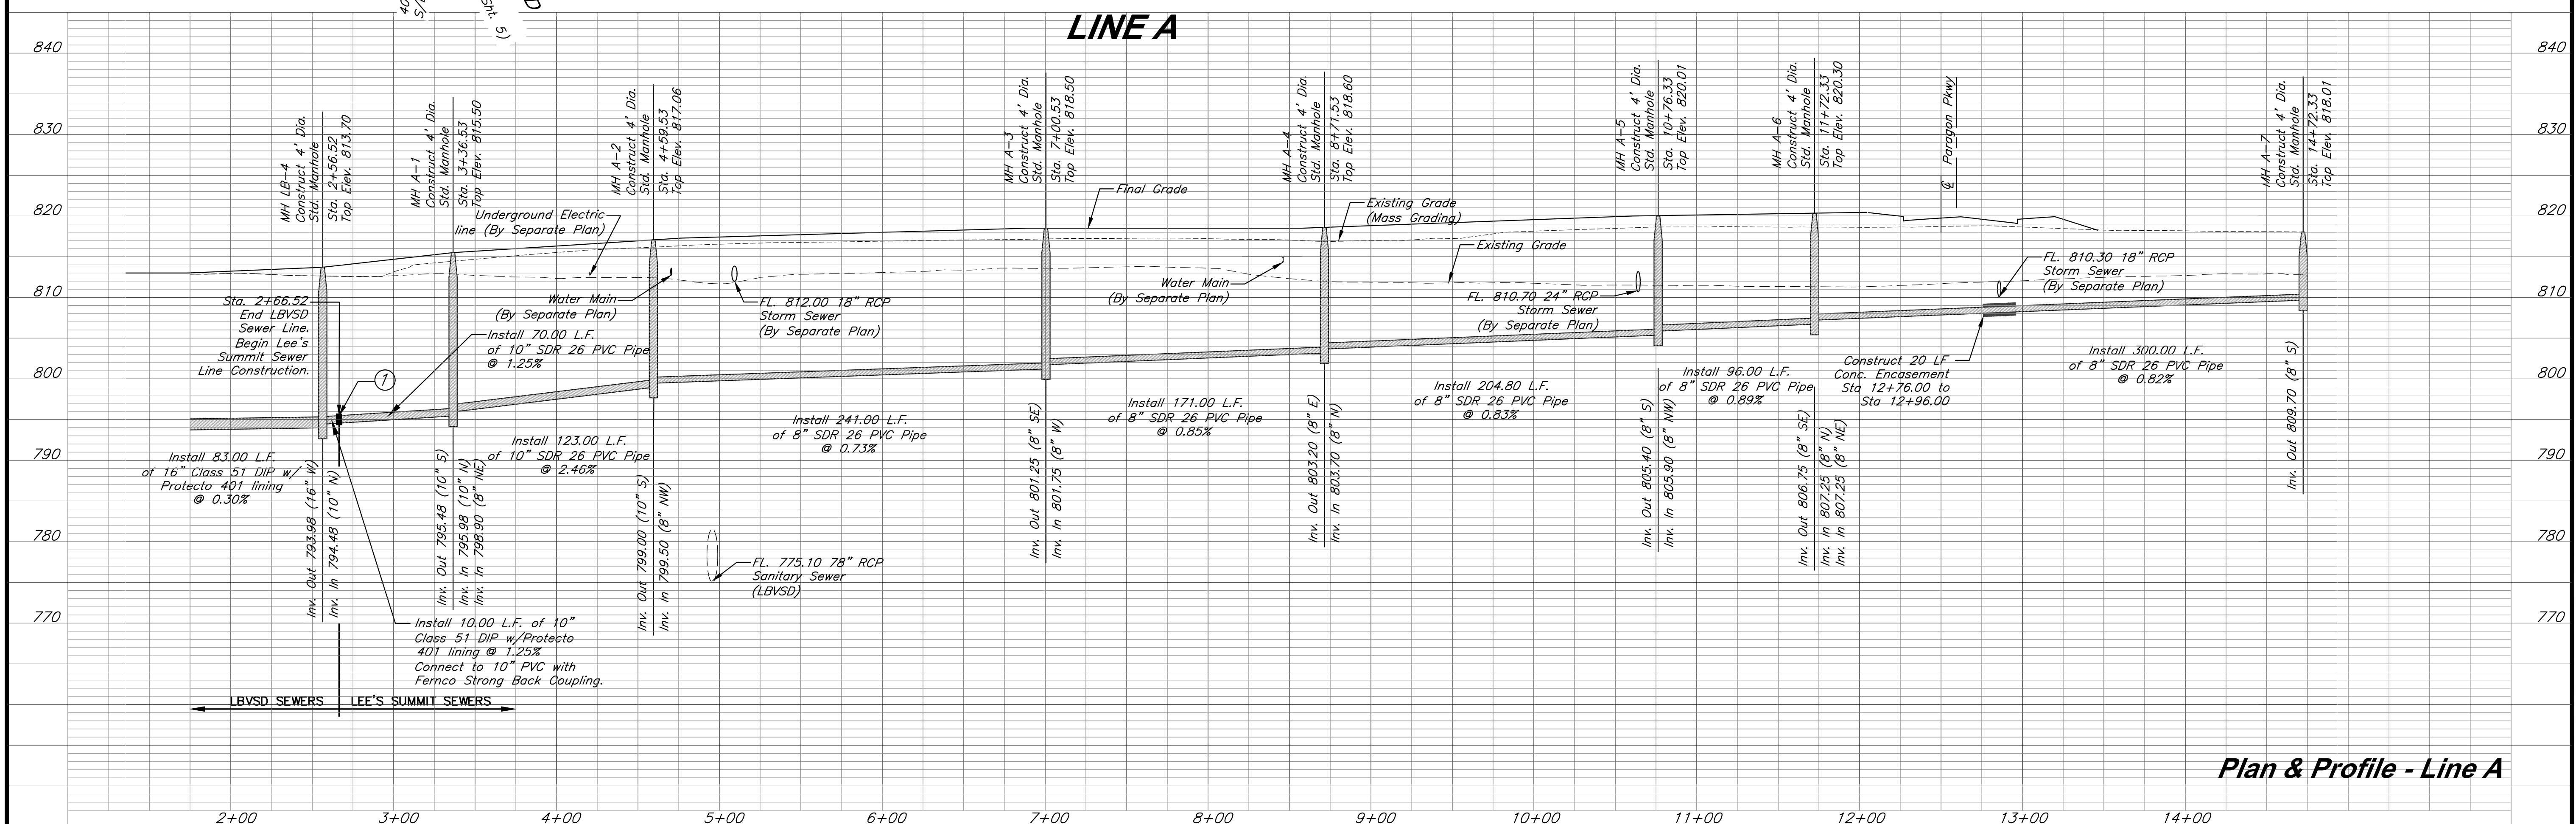 40
S/
Sht. 5)
D
LINE A
840
830
820
810
800
790
780
770
840
830
820
810
800
790
780
770
MH LB-4
Construct 4' Dia.
Std. Manhole
Sta. 2+56.52
Top Elev. 813.70
MH A-1
Construct 4' Dia.
Std. Manhole
Sta. 3+36.53
Top Elev. 815.50
MH A-2
Construct 4' Dia.
Std. Manhole
Sta. 4+59.53
Top Elev. 817.06
MH A-3
Construct 4' Dia.
Std. Manhole
Sta. 7+00.53
Top Elev. 818.50
MH A-4
Construct 4' Dia.
Std. Manhole
Sta. 8+71.53
Top Elev. 818.60
MH A-5
Construct 4' Dia.
Std. Manhole
Sta. 10+76.33
Top Elev. 820.01
MH A-6
Construct 4' Dia.
Std. Manhole
Sta. 11+72.33
Top Elev. 820.30
℄ Paragon Pkwy
MH A-7
Construct 4' Dia.
Std. Manhole
Sta. 14+72.33
Top Elev. 818.01
Underground Electric
line (By Separate Plan)
Final Grade
Existing Grade
(Mass Grading)
Existing Grade
Sta. 2+66.52
End LBVSD
Sewer Line.
Begin Lee's
Summit Sewer
Line Construction.
1
Install 70.00 L.F.
of 10" SDR 26 PVC Pipe
@ 1.25%
Water Main
(By Separate Plan)
FL. 812.00 18" RCP
Storm Sewer
(By Separate Plan)
Water Main
(By Separate Plan)
FL. 810.70 24" RCP
Storm Sewer
(By Separate Plan)
FL. 810.30 18" RCP
Storm Sewer
(By Separate Plan)
Install 83.00 L.F.
of 16" Class 51 DIP w/
Protecto 401 lining
@ 0.30%
Install 123.00 L.F.
of 10" SDR 26 PVC Pipe
@ 2.46%
Install 241.00 L.F.
of 8" SDR 26 PVC Pipe
@ 0.73%
Install 171.00 L.F.
of 8" SDR 26 PVC Pipe
@ 0.85%
Install 204.80 L.F.
of 8" SDR 26 PVC Pipe
@ 0.83%
Install 96.00 L.F.
of 8" SDR 26 PVC Pipe
@ 0.89%
Construct 20 LF
Conc. Encasement
Sta 12+76.00 to
Sta 12+96.00
Install 300.00 L.F.
of 8" SDR 26 PVC Pipe
@ 0.82%
Inv. Out 793.98 (16" W)
Inv. In 794.48 (10" N)
Inv. Out 795.48 (10" S)
Inv. In 795.98 (10" N)
Inv. In 798.90 (8" NE)
Inv. Out 799.00 (10" S)
Inv. In 799.50 (8" NW)
Inv. Out 801.25 (8" SE)
Inv. In 801.75 (8" W)
Inv. Out 803.20 (8" E)
Inv. In 803.70 (8" N)
Inv. Out 805.40 (8" S)
Inv. In 805.90 (8" NW)
Inv. Out 806.75 (8" SE)
Inv. In 807.25 (8" N)
Inv. In 807.25 (8" NE)
Inv. Out 809.70 (8" S)
FL. 775.10 78" RCP
Sanitary Sewer
(LBVSD)
Install 10.00 L.F. of 10"
Class 51 DIP w/Protecto
401 lining @ 1.25%
Connect to 10" PVC with
Fernco Strong Back Coupling.
LBVSD SEWERS
LEE'S SUMMIT SEWERS
Plan & Profile - Line A
2+00
3+00
4+00
5+00
6+00
7+00
8+00
9+00
10+00
11+00
12+00
13+00
14+00